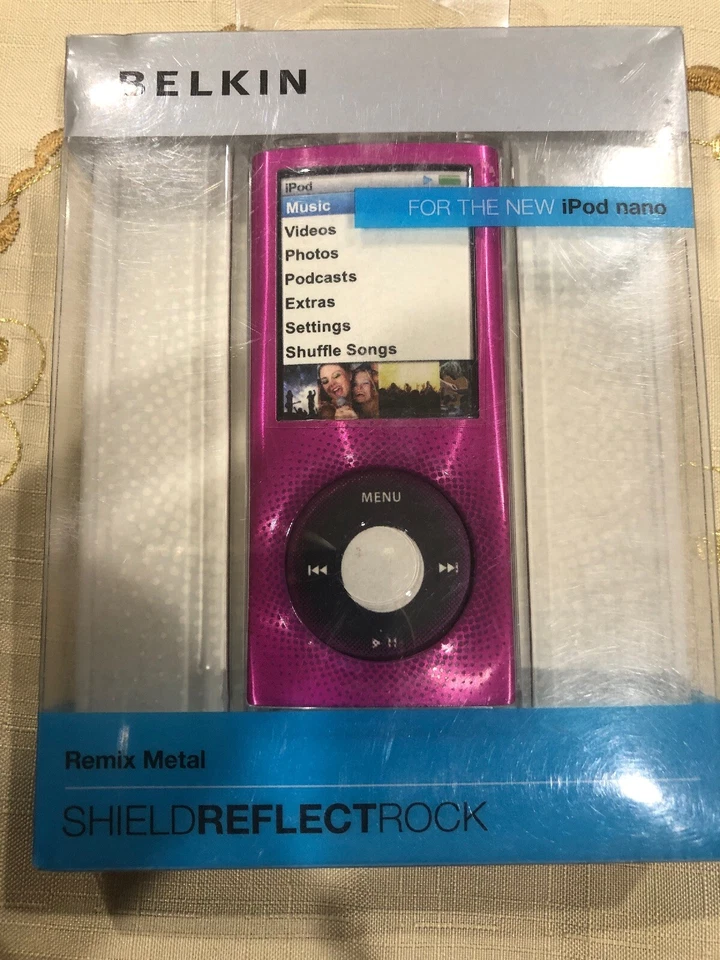 BELKIN
iPod
Music
FOR THE NEW iPod nano
Videos
Photos
Podcasts
Extras
Settings
Shuffle Songs
MENU
Remix Metal
SHIELDREFLECTROCK